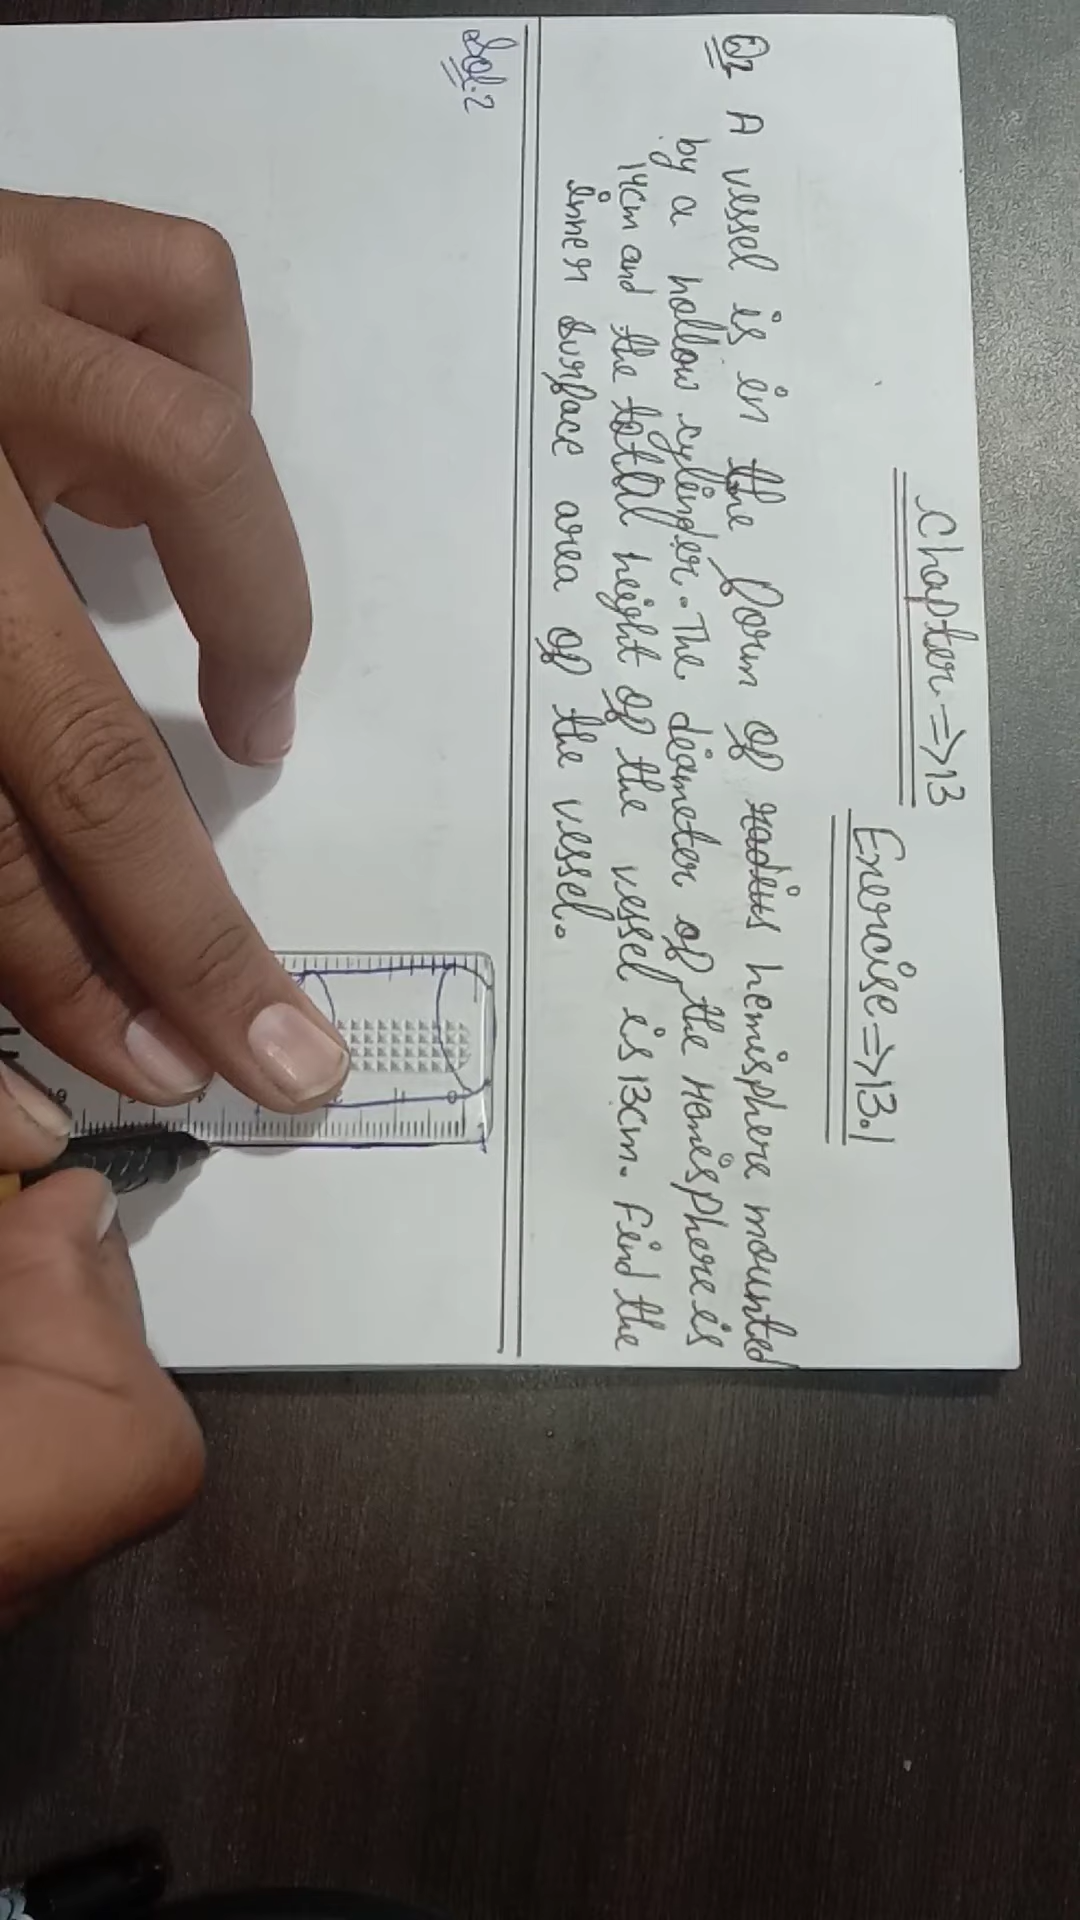 Chapter => 13
Exercise => 13.1
Q2 A vessel is in the form of radius hemisphere mounted
by a hollow cylinder. The diameter of the hemisphere is
14cm and the total height of the vessel is 13cm. Find the
inner surface area of the vessel.
Sol:2
0